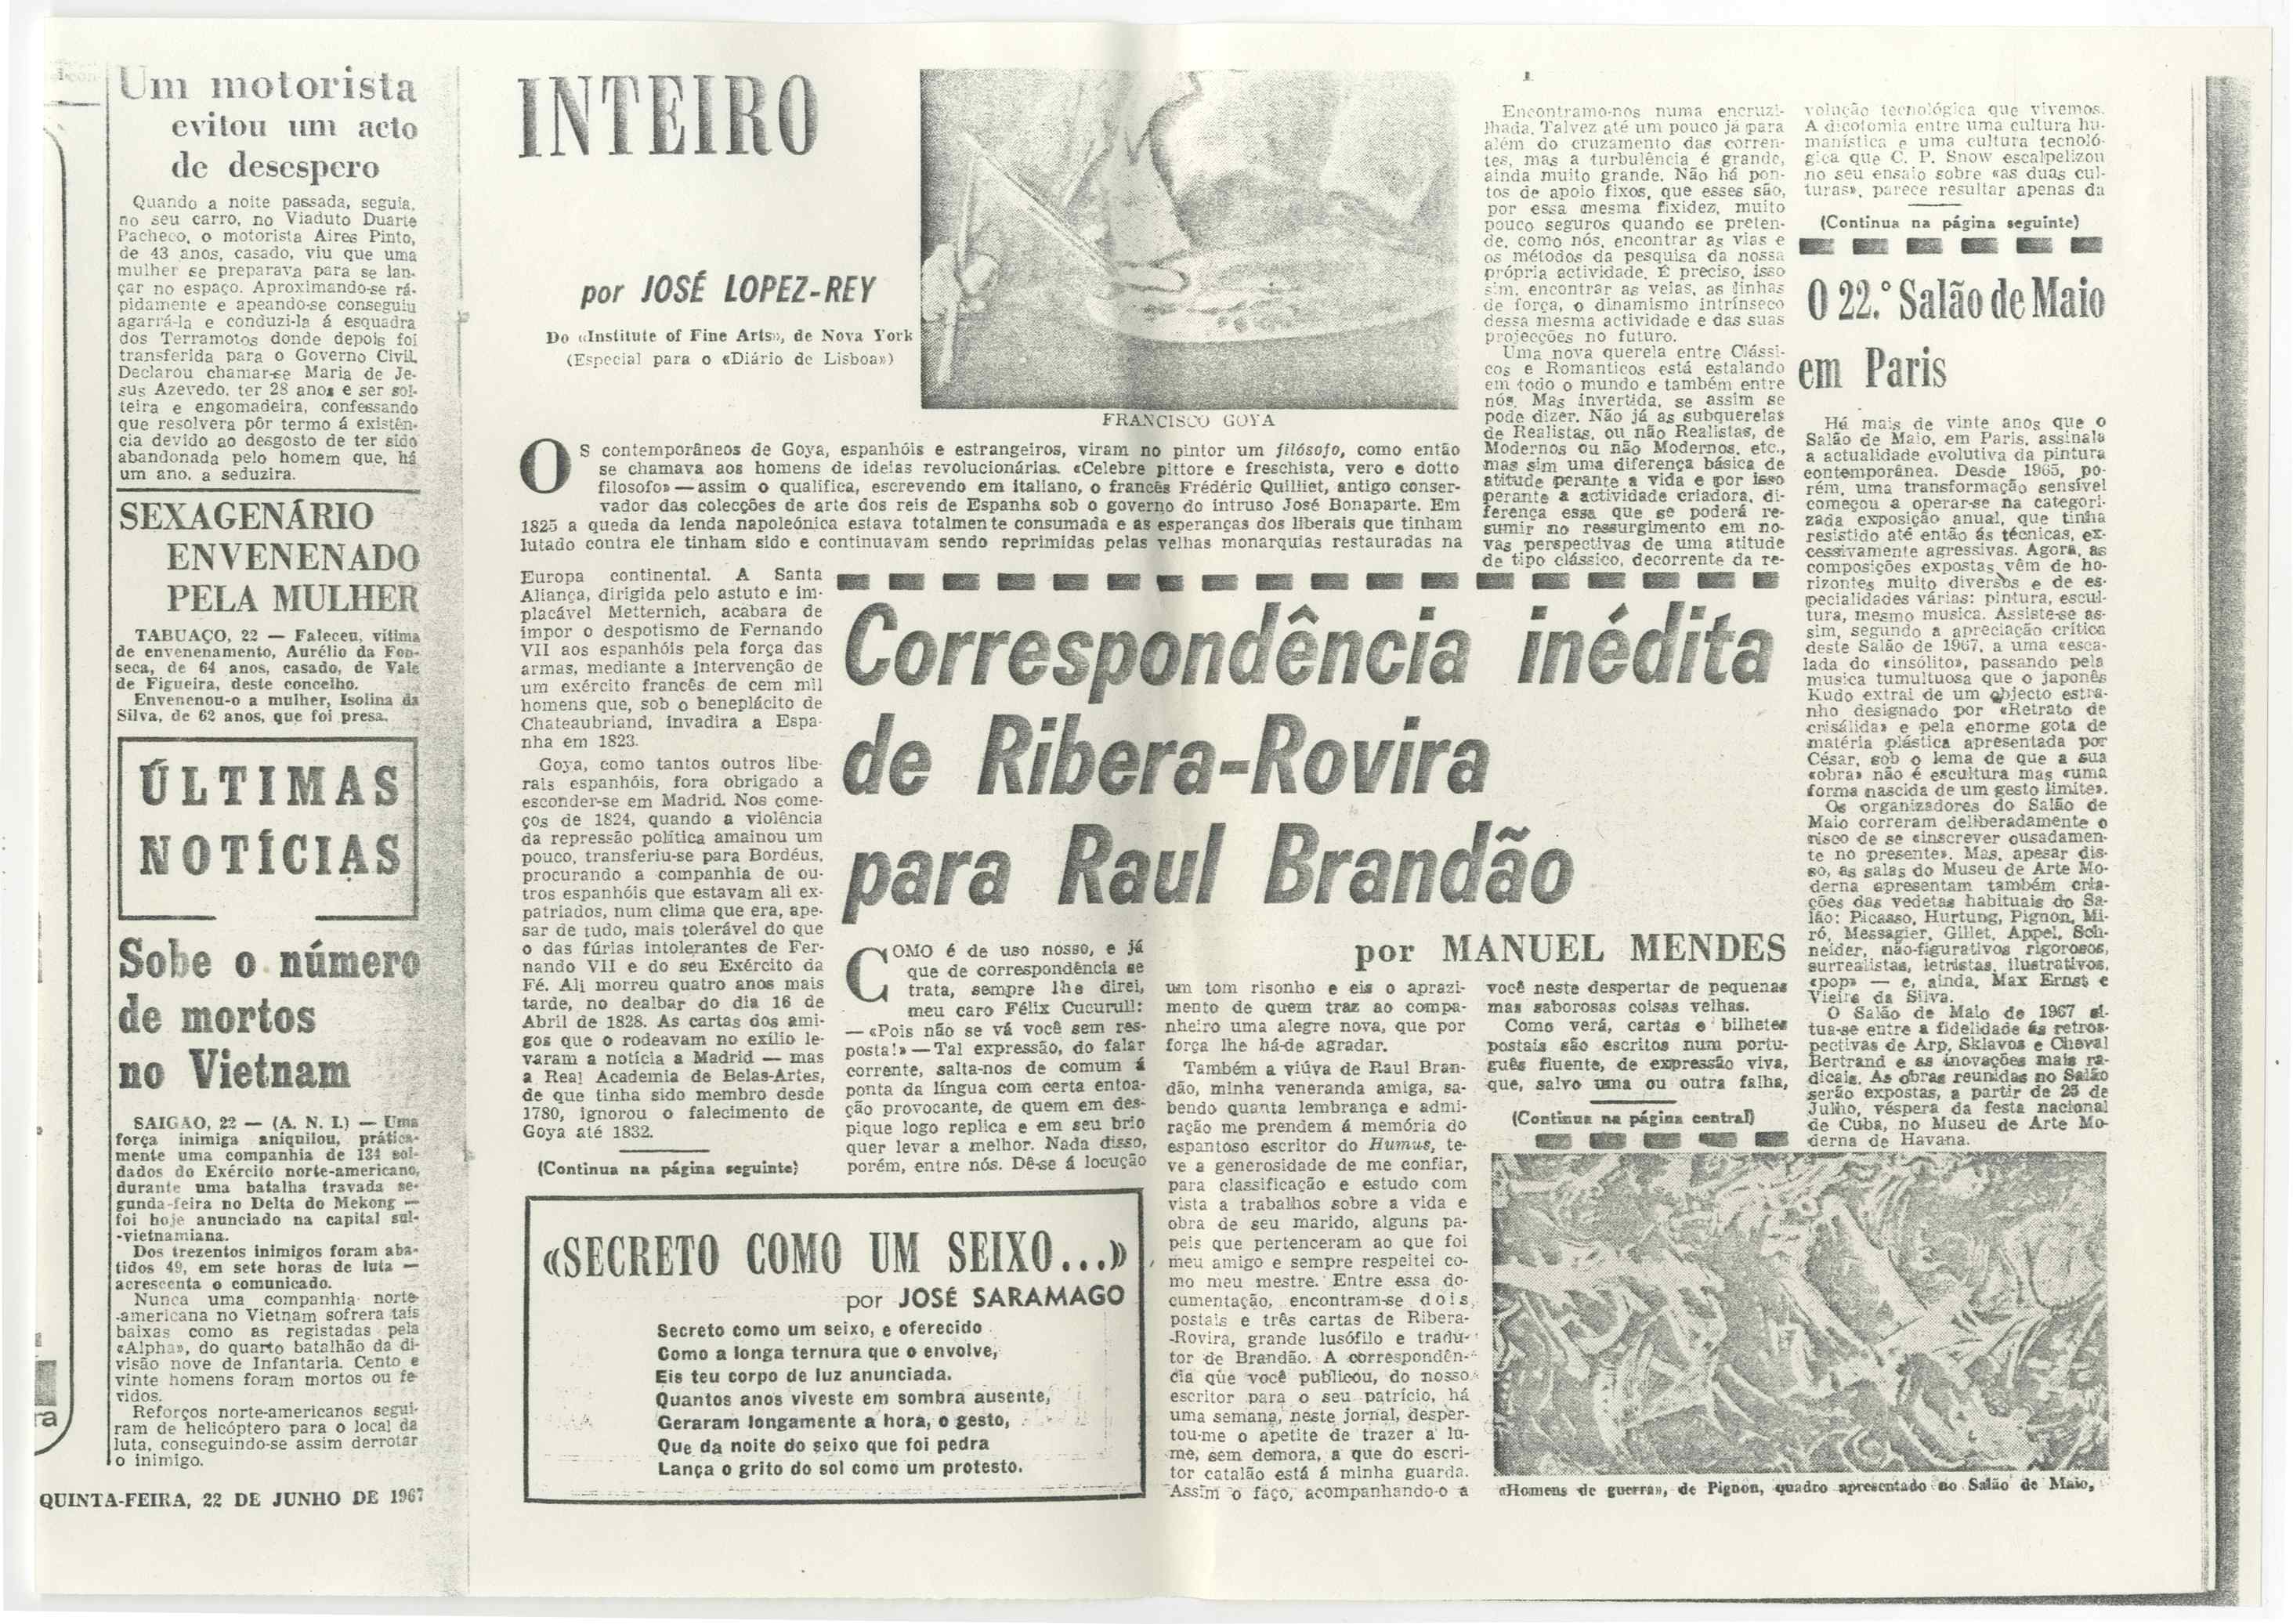 Um motorista
evitou um acto
de desespero
Quando a noite passada, seguia,
no seu carro, no Viaduto Duarte
Pacheco, o motorista Aires Pinto,
de 43 anos, casado, viu que uma
mulher se preparava para se lan-
çar no espaço. Aproximando-se rá-
pidamente e apeando-se conseguiu
agarrá-la e conduzi-la á esquadra
dos Terramotos donde depois foi
transferida para o Governo Civil.
Declarou chamar-se Maria de Je-
sus Azevedo, ter 28 anos e ser sol-
teira e engomadeira, confessando
que resolvera pôr termo á existên-
cia devido ao desgosto de ter sido
abandonada pelo homem que, há
um ano, a seduzira.
SEXAGENÁRIO
ENVENENADO
PELA MULHER
TABUAÇO, 22 — Faleceu, vítima
de envenenamento, Aurélio da Fon-
seca, de 64 anos, casado, de Vale
de Figueira, deste concelho.
Envenenou-o a mulher, Isolina da
Silva, de 62 anos, que foi presa.
ÚLTIMAS
NOTÍCIAS
Sobe o número
de mortos
no Vietnam
SAIGÃO, 22 — (A. N. I.) — Uma
força inimiga aniquilou, prática-
mente uma companhia de 134 sol-
dados do Exército norte-americano,
durante uma batalha travada se-
gunda-feira no Delta do Mekong —
foi hoje anunciado na capital sul-
-vietnamiana.
Dos trezentos inimigos foram aba-
tidos 49, em sete horas de luta —
acrescenta o comunicado.
Nunca uma companhia norte-
-americana no Vietnam sofrera tais
baixas como as registadas pela
«Alpha», do quarto batalhão da di-
visão nove de Infantaria. Cento e
vinte homens foram mortos ou fe-
ridos.
Reforços norte-americanos segui-
ram de helicóptero para o local da
luta, conseguindo-se assim derrotar
o inimigo.
QUINTA-FEIRA, 22 DE JUNHO DE 1967
INTEIRO
por JOSÉ LOPEZ-REY
Do «Institute of Fine Arts», de Nova York
(Especial para o «Diário de Lisboa»)
FRANCISCO GOYA
OS contemporâneos de Goya, espanhóis e estrangeiros, viram no pintor um filósofo, como então
se chamava aos homens de ideias revolucionárias. «Celebre pittore e freschista, vero e dotto
filosofo» — assim o qualifica, escrevendo em italiano, o francês Frédéric Quilliet, antigo conser-
vador das colecções de arte dos reis de Espanha sob o governo do intruso José Bonaparte. Em
1825 a queda da lenda napoleónica estava totalmente consumada e as esperanças dos liberais que tinham
lutado contra ele tinham sido e continuavam sendo reprimidas pelas velhas monarquias restauradas na
Europa continental. A Santa
Aliança, dirigida pelo astuto e im-
placável Metternich, acabara de
impor o despotismo de Fernando
VII aos espanhóis pela força das
armas, mediante a intervenção de
um exército francês de cem mil
homens que, sob o beneplácito de
Chateaubriand, invadira a Espa-
nha em 1823.
Goya, como tantos outros libe-
rais espanhóis, fora obrigado a
esconder-se em Madrid. Nos come-
ços de 1824, quando a violência
da repressão política amainou um
pouco, transferiu-se para Bordéus,
procurando a companhia de ou-
tros espanhóis que estavam ali ex-
patriados, num clima que era, ape-
sar de tudo, mais tolerável do que
o das fúrias intolerantes de Fer-
nando VII e do seu Exército da
Fé. Ali morreu quatro anos mais
tarde, no dealbar do dia 16 de
Abril de 1828. As cartas dos ami-
gos que o rodeavam no exílio le-
varam a notícia a Madrid — mas
a Real Academia de Belas-Artes,
de que tinha sido membro desde
1780, ignorou o falecimento de
Goya até 1832.
(Continua na página seguinte)
Correspondência inédita
de Ribera-Rovira
para Raul Brandão
por MANUEL MENDES
COMO é de uso nosso, e já
que de correspondência se
trata, sempre lhe direi,
meu caro Félix Cucurull:
— «Pois não se vá você sem res-
posta!» — Tal expressão, do falar
corrente, salta-nos de comum á
ponta da língua com certa entoa-
ção provocante, de quem em des-
pique logo replica e em seu brio
quer levar a melhor. Nada disso,
porém, entre nós. Dê-se á locução
um tom risonho e eis o aprazi-
mento de quem traz ao compa-
nheiro uma alegre nova, que por
força lhe há-de agradar.
Também a viúva de Raul Bran-
dão, minha veneranda amiga, sa-
bendo quanta lembrança e admi-
ração me prendem á memória do
espantoso escritor do Humus, te-
ve a generosidade de me confiar,
para classificação e estudo com
vista a trabalhos sobre a vida e
obra de seu marido, alguns pa-
peis que pertenceram ao que foi
meu amigo e sempre respeitei co-
mo meu mestre. Entre essa do-
cumentação, encontram-se dois
postais e três cartas de Ribera-
-Rovira, grande lusófilo e tradu-
tor de Brandão. A correspondên-
cia que você publicou, do nosso
escritor para o seu patrício, há
uma semana, neste jornal, desper-
tou-me o apetite de trazer a lu-
me, sem demora, a que do escri-
tor catalão está á minha guarda.
Assim o faço, acompanhando-o a
você neste despertar de pequenas
mas saborosas coisas velhas.
Como verá, cartas e bilhetes
postais são escritos num portu-
guês fluente, de expressão viva,
que, salvo uma ou outra falha,
(Continua na página central)
«SECRETO COMO UM SEIXO...»
por JOSÉ SARAMAGO
Secreto como um seixo, e oferecido
Como a longa ternura que o envolve,
Eis teu corpo de luz anunciada.
Quantos anos viveste em sombra ausente,
Geraram longamente a hora, o gesto,
Que da noite do seixo que foi pedra
Lança o grito do sol como um protesto.
Encontramo-nos numa encruzi-
lhada. Talvez até um pouco já para
além do cruzamento das corren-
tes, mas a turbulência é grande,
ainda muito grande. Não há pon-
tos de apoio fixos, que esses são,
por essa mesma fixidez, muito
pouco seguros quando se preten-
de, como nós, encontrar as vias e
os métodos da pesquisa da nossa
própria actividade. É preciso, isso
sim, encontrar as veias, as linhas
de força, o dinamismo intrínseco
dessa mesma actividade e das suas
projecções no futuro.
Uma nova querela entre Clássi-
cos e Romanticos está estalando
em todo o mundo e também entre
nós. Mas invertida, se assim se
pode dizer. Não já as subquerelas
de Realistas, ou não Realistas, de
Modernos ou não Modernos, etc.,
mas sim uma diferença básica de
atitude perante a vida e por isso
perante a actividade criadora, di-
ferença essa que se poderá re-
sumir no ressurgimento em no-
vas perspectivas de uma atitude
de tipo clássico, decorrente da re-
volução tecnológica que vivemos.
A dicotomia entre uma cultura hu-
manística e uma cultura tecnoló-
gica que C. P. Snow escalpelizou
no seu ensaio sobre «as duas cul-
turas», parece resultar apenas da
(Continua na página seguinte)
O 22.º Salão de Maio
em Paris
Há mais de vinte anos que o
Salão de Maio, em Paris, assinala
a actualidade evolutiva da pintura
contemporânea. Desde 1965, po-
rém, uma transformação sensível
começou a operar-se na categori-
zada exposição anual, que tinha
resistido até então ás técnicas, ex-
cessivamente agressivas. Agora, as
composições expostas vêm de ho-
rizontes muito diversos e de es-
pecialidades várias: pintura, escul-
tura, mesmo musica. Assiste-se as-
sim, segundo a apreciação crítica
deste Salão de 1967, a uma «esca-
lada do «insólito», passando pela
musica tumultuosa que o japonês
Kudo extrai de um objecto estra-
nho designado por «Retrato de
crisálida» e pela enorme gota de
matéria plástica apresentada por
César, sob o lema de que a sua
«obra» não é escultura mas «uma
forma nascida de um gesto limite».
Os organizadores do Salão de
Maio correram deliberadamente o
risco de se «inscrever ousadamen-
te no presente». Mas, apesar dis-
so, as salas do Museu de Arte Mo-
derna apresentam também cria-
ções das vedetas habituais do Sa-
lão: Picasso, Hurtung, Pignon, Mi-
ró, Messagier, Gillet, Appel, Sch-
neider, não-figurativos rigorosos,
surrealistas, letristas, ilustrativos,
«pop» — e, ainda, Max Ernst e
Vieira da Silva.
O Salão de Maio de 1967 si-
tua-se entre a fidelidade ás retros-
pectivas de Arp, Sklavos e Cheval
Bertrand e as inovações mais ra-
dicais. As obras reunidas no Salão
serão expostas, a partir de 25 de
Julho, véspera da festa nacional
de Cuba, no Museu de Arte Mo-
derna de Havana.
«Homens de guerra», de Pignon, quadro apresentado no Salão de Maio,